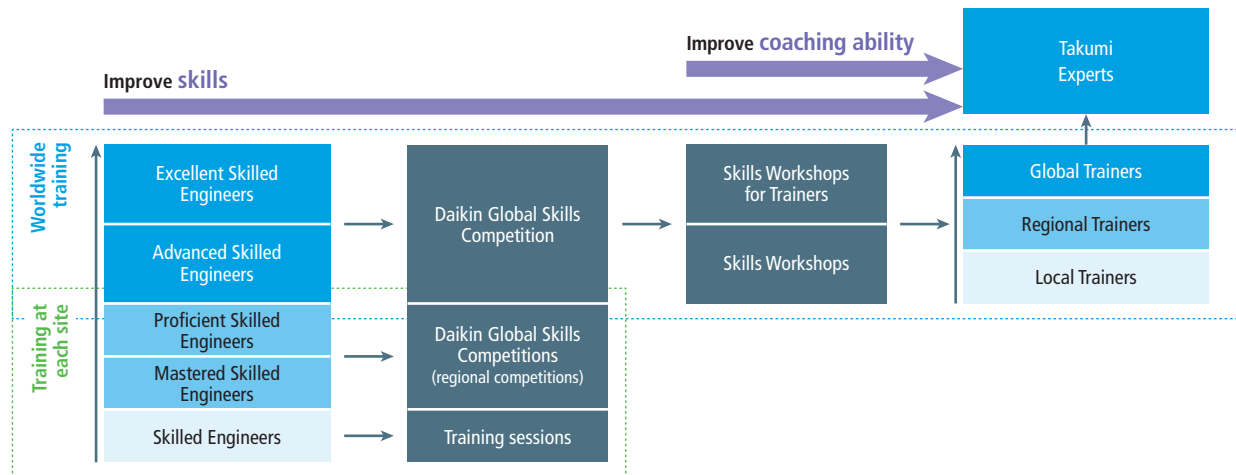 Improve coaching ability
Takumi
Experts
Improve skills
Worldwide
training
Excellent Skilled
Engineers
Advanced Skilled
Engineers
Daikin Global Skills
Competition
Skills Workshops
for Trainers
Skills Workshops
Global Trainers
Regional Trainers
Local Trainers
Training at
each site
Proficient Skilled
Engineers
Mastered Skilled
Engineers
Daikin Global Skills
Competitions
(regional competitions)
Skilled Engineers
Training sessions